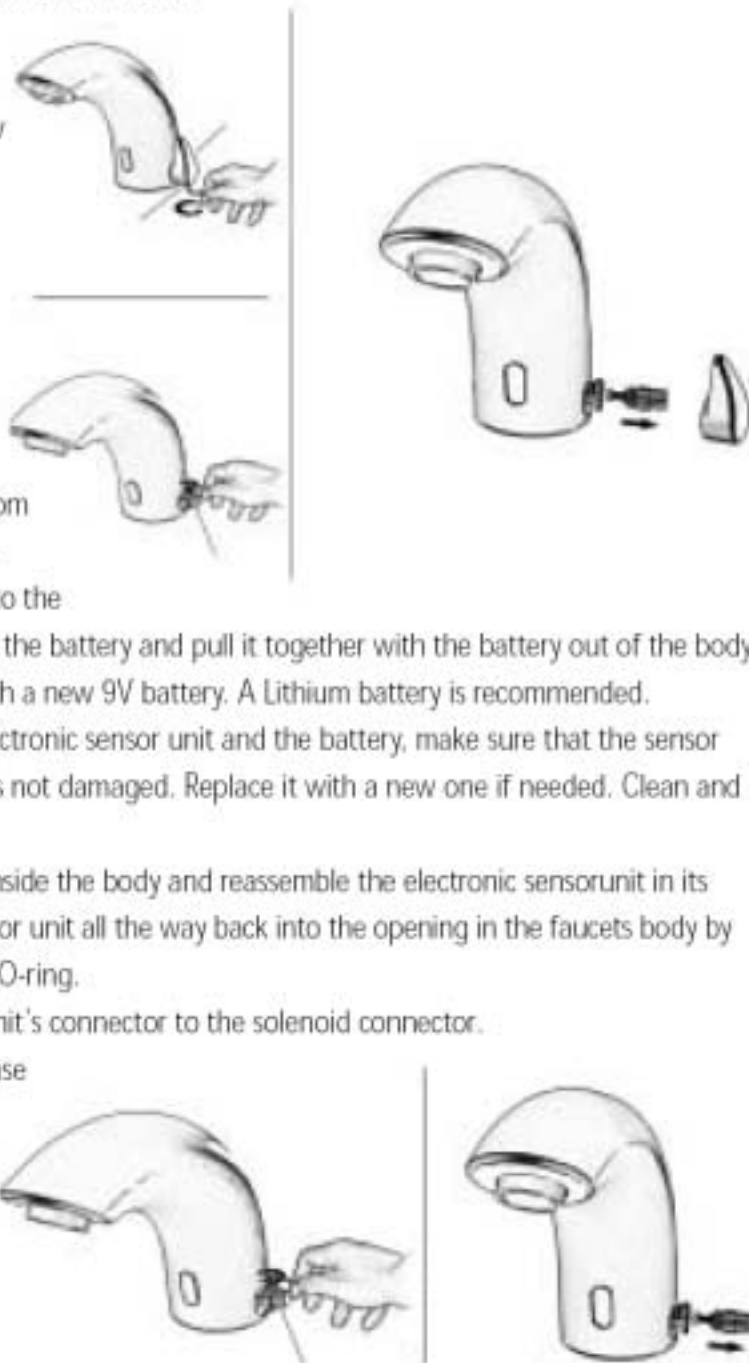 om
o the
the battery and pull it together with the battery out of the body
h a new 9V battery. A Lithium battery is recommended.
ctronic sensor unit and the battery, make sure that the sensor
s not damaged. Replace it with a new one if needed. Clean and
nside the body and reassemble the electronic sensorunit in its
or unit all the way back into the opening in the faucets body by
O-ring.
nit's connector to the solenoid connector.
se